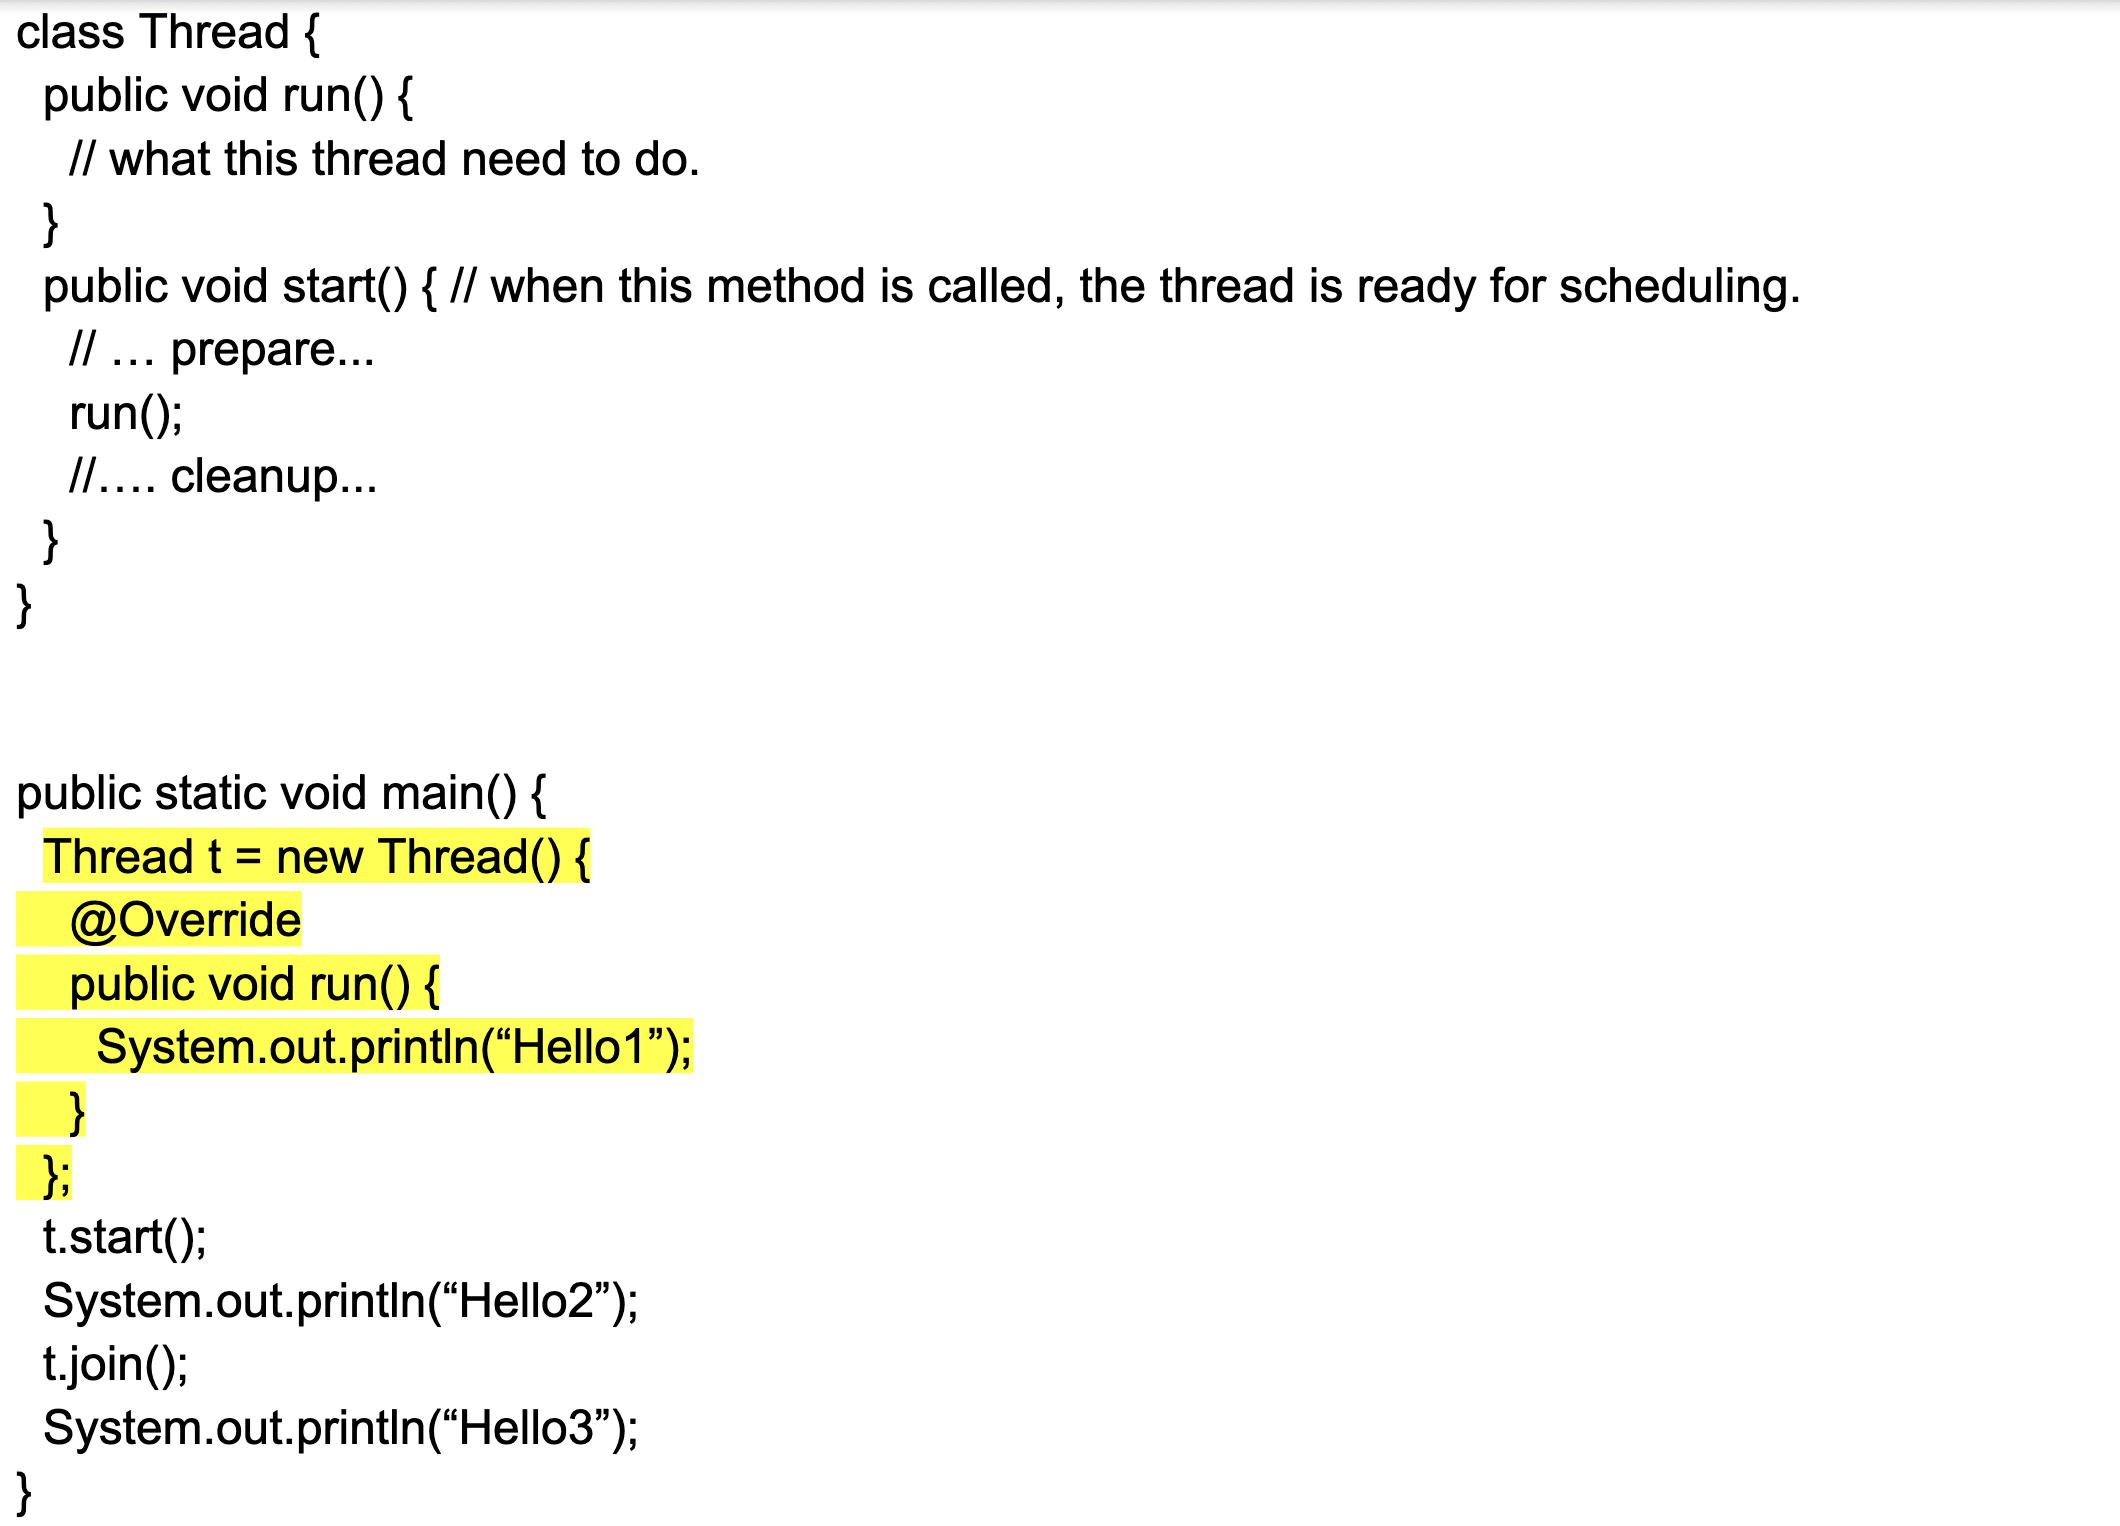 class Thread {
public void run() {
// what this thread need to do.
}
public void start() { // when this method is called, the thread is ready for scheduling.
// … prepare...
run();
//…. cleanup...
}
}
public static void main() {
Thread t = new Thread() {
@Override
public void run() {
System.out.println(“Hello1”);
}
};
t.start();
System.out.println(“Hello2”);
t.join();
System.out.println(“Hello3”);
}